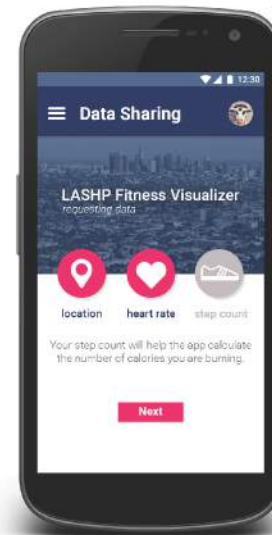 12:30
Data Sharing
LASHP Fitness Visualizer
requesting data
location heart rate step count
Your step count will help the app calculate
the number of calories you are burning.
Next